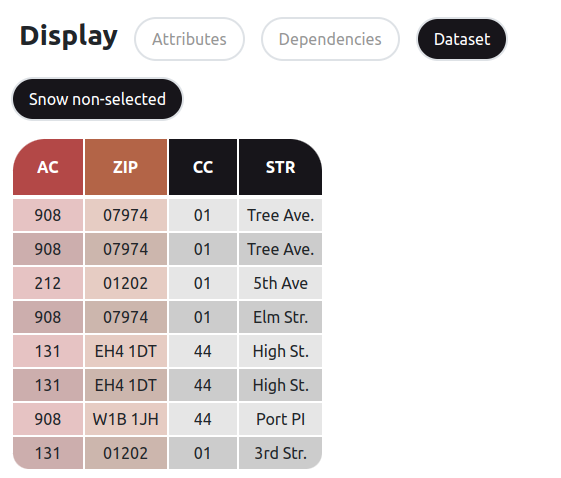 Display Attributes Dependencies Dataset
Snow non-selected
AC ZIP CC STR
908 07974 01 Tree Ave.
908 07974 01 Tree Ave.
212 01202 01 5th Ave
908 07974 01 Elm Str.
131 EH4 1DT 44 High St.
131 EH4 1DT 44 High St.
908 W1B 1JH 44 Port PI
131 01202 01 3rd Str.